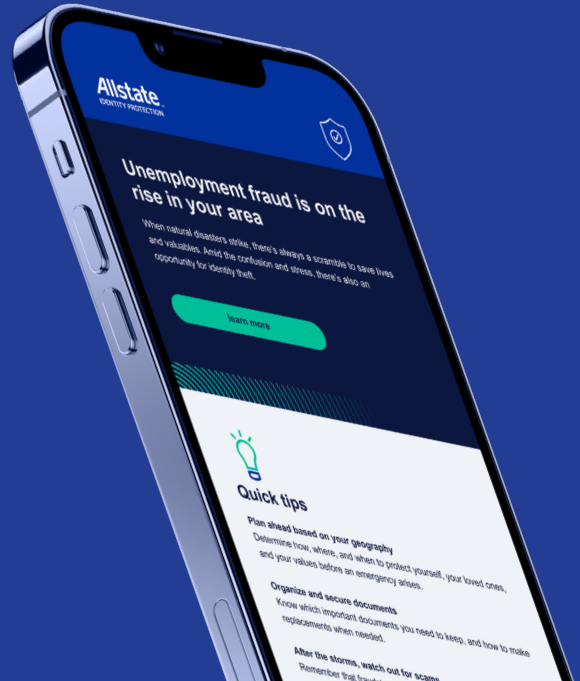 Allstate
IDENTITY PROTECTION
Unemployment fraud is on the
rise in your area
When natural disasters strike, there's always a scramble to save lives
and valuables. Amid the confusion and stress, there's also an
opportunity for identity theft.
learn more
Quick tips
Plan ahead based on your geography
Determine how, where, and when to protect yourself, your loved ones,
and your values before an emergency arises.
Organize and secure documents
Know which important documents you need to keep, and how to make
replacements when needed.
After the storms, watch out for scams
Remember that